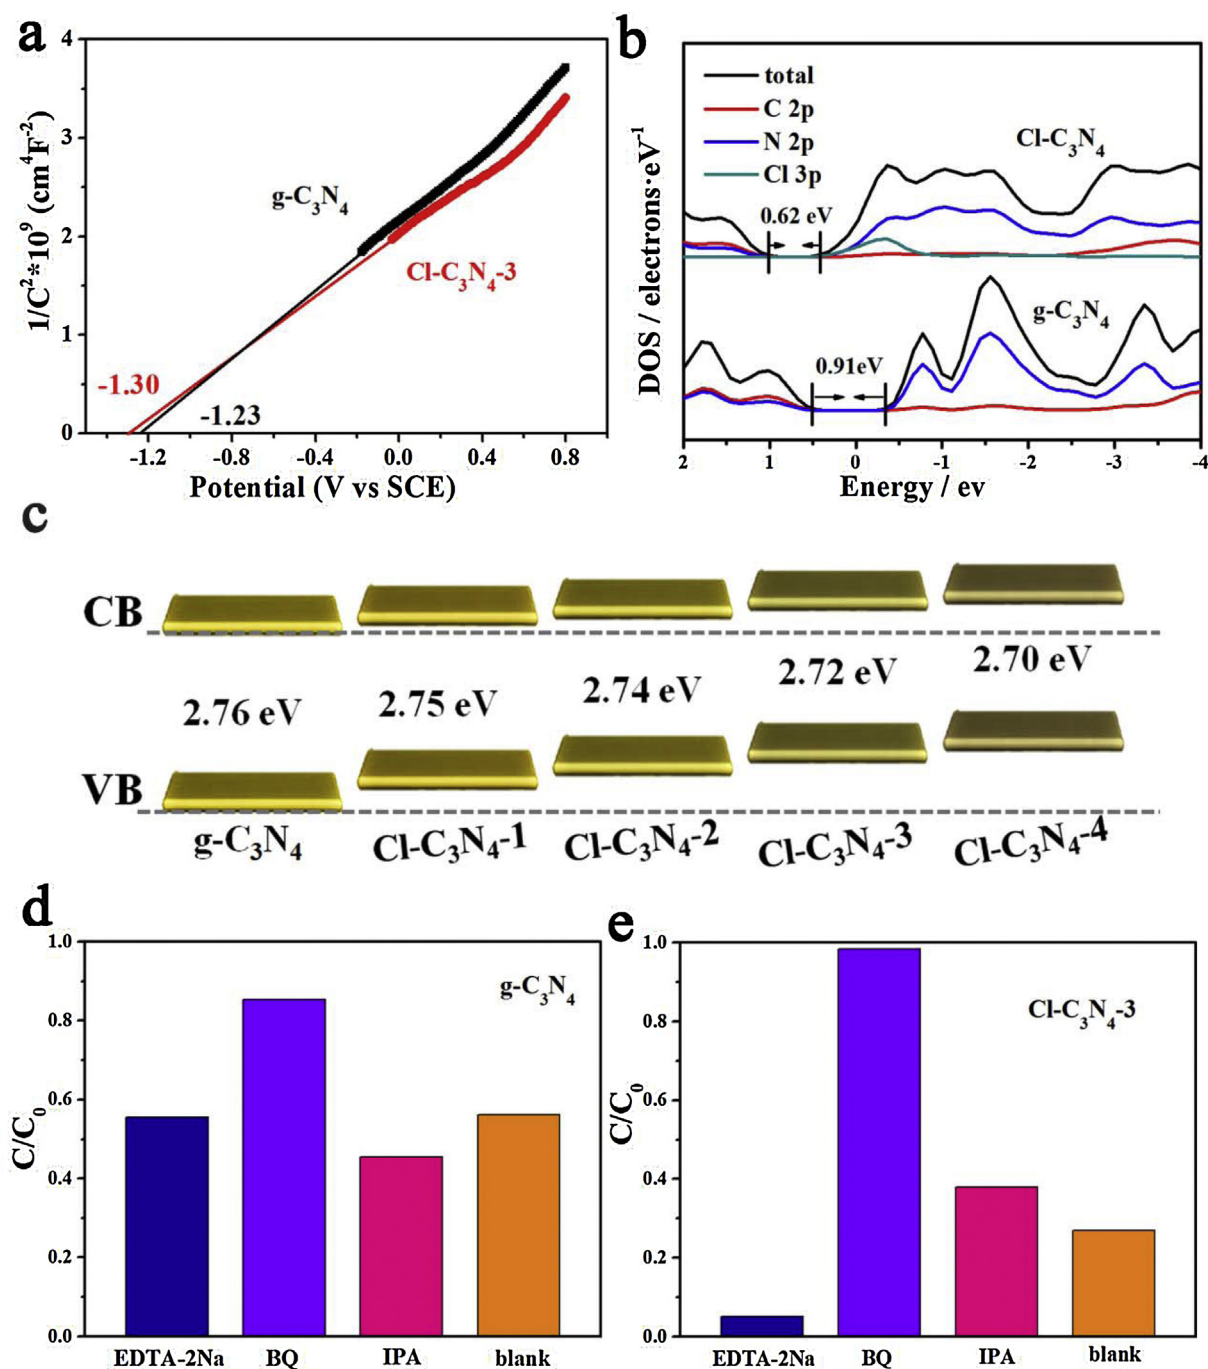 a
4
3
2
1
0
1/C²*10⁹ (cm⁴F⁻²)
g-C₃N₄
Cl-C₃N₄-3
-1.30
-1.23
-1.2 -0.8 -0.4 0.0 0.4 0.8
Potential (V vs SCE)
b
total
C 2p
N 2p
Cl 3p
Cl-C₃N₄
0.62 eV
g-C₃N₄
0.91eV
DOS / electrons·eV⁻¹
2 1 0 -1 -2 -3 -4
Energy / ev
c
CB
2.76 eV 2.75 eV 2.74 eV 2.72 eV 2.70 eV
VB
g-C₃N₄ Cl-C₃N₄-1 Cl-C₃N₄-2 Cl-C₃N₄-3 Cl-C₃N₄-4
d
1.0
0.8
0.6
0.4
0.2
0.0
C/C₀
g-C₃N₄
EDTA-2Na BQ IPA blank
e
1.0
0.8
0.6
0.4
0.2
0.0
C/C₀
Cl-C₃N₄-3
EDTA-2Na BQ IPA blank